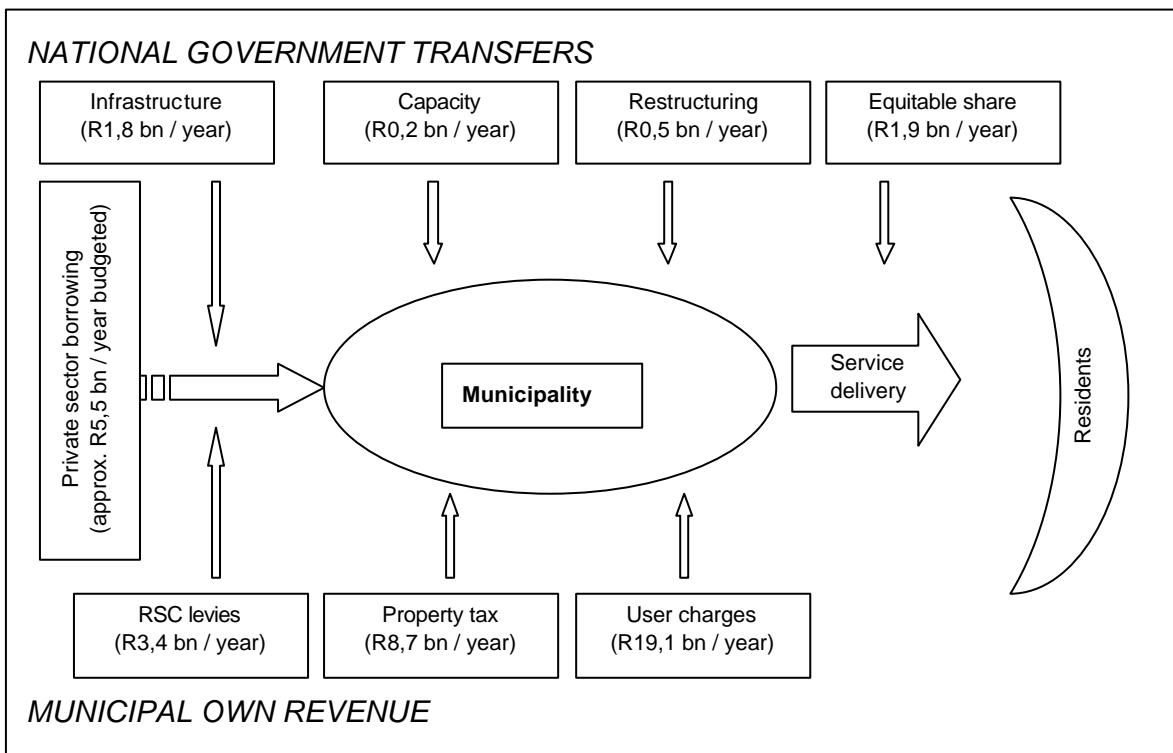 NATIONAL GOVERNMENT TRANSFERS
Infrastructure
(R1,8 bn / year)
Capacity
(R0,2 bn / year)
Restructuring
(R0,5 bn / year)
Equitable share
(R1,9 bn / year)
Private sector borrowing
(approx. R5,5 bn / year budgeted)
Municipality
Service
delivery
Residents
RSC levies
(R3,4 bn / year)
Property tax
(R8,7 bn / year)
User charges
(R19,1 bn / year)
MUNICIPAL OWN REVENUE